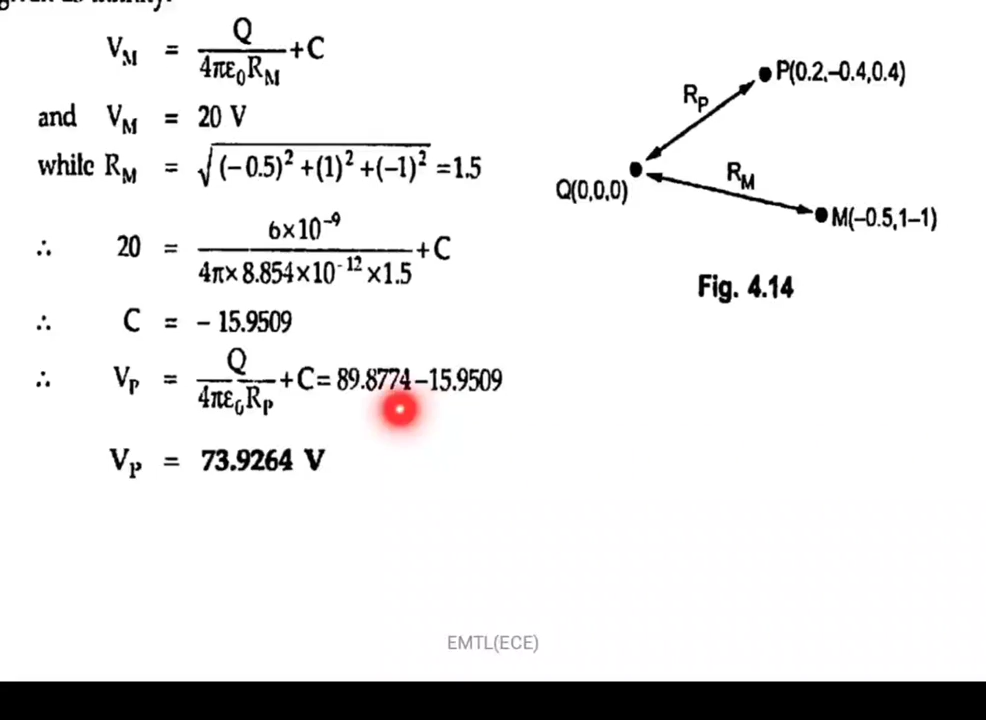 given as
V_M = Q / 4πε₀R_M + C
and V_M = 20 V
while R_M = √((−0.5)² + (1)² + (−1)²) = 1.5
∴ 20 = 6×10⁻⁹ / 4π×8.854×10⁻¹²×1.5 + C
∴ C = − 15.9509
∴ V_P = Q / 4πε₀R_P + C = 89.8774−15.9509
V_P = 73.9264 V
P(0.2,−0.4,0.4)
R_P
Q(0,0,0)
R_M
M(−0.5,1−1)
Fig. 4.14
EMTL(ECE)